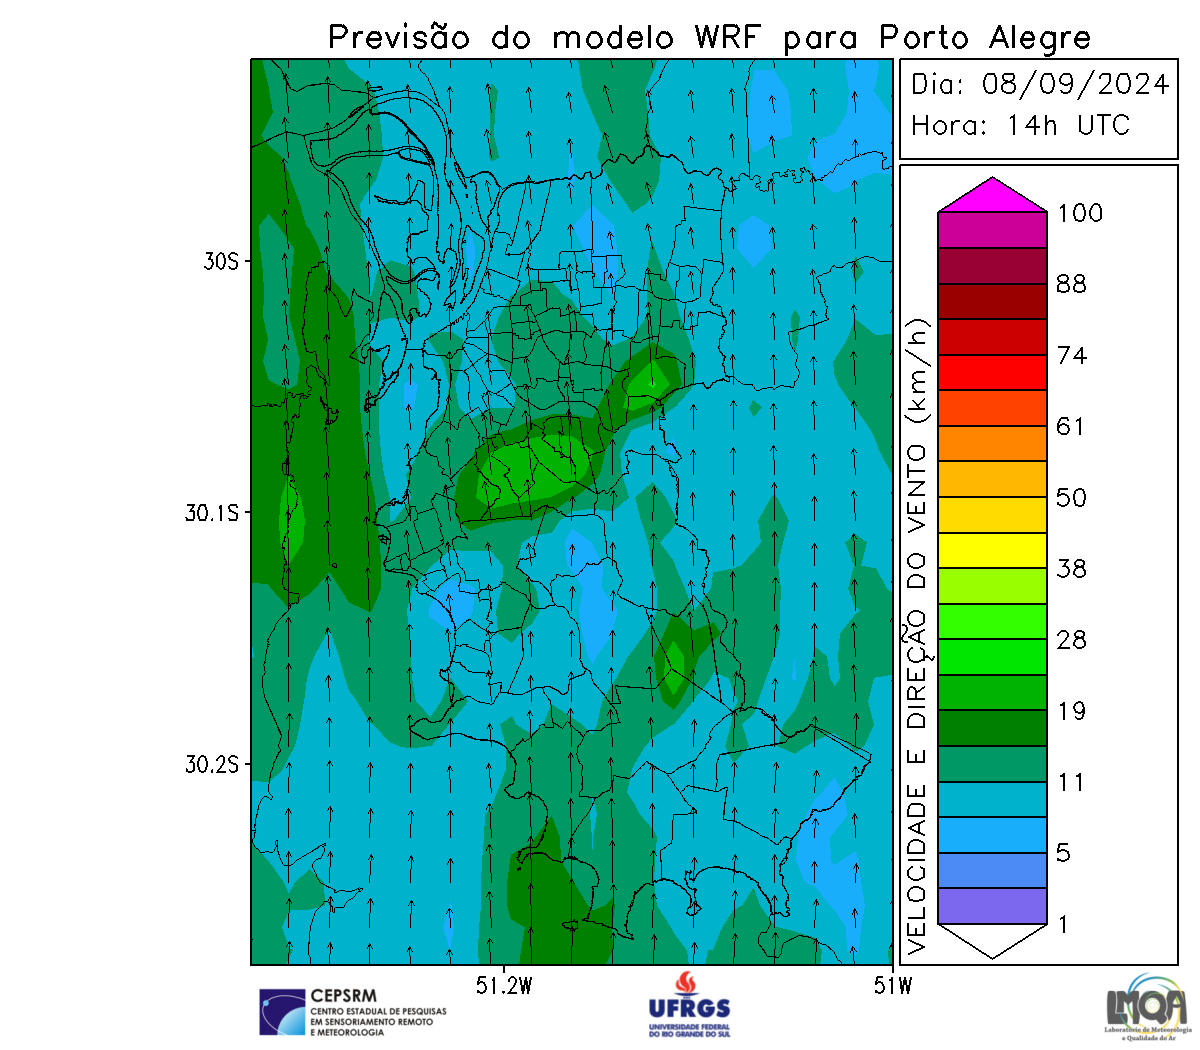 Previsão do modelo WRF para Porto Alegre
Dia: 08/09/2024
Hora: 14h UTC
30S
30.1S
30.2S
51.2W
51W
VELOCIDADE E DIREÇÃO DO VENTO (km/h)
100
88
74
61
50
38
28
19
11
5
1
CEPSRM
CENTRO ESTADUAL DE PESQUISAS
EM SENSORIAMENTO REMOTO
E METEOROLOGIA
UFRGS
UNIVERSIDADE FEDERAL
DO RIO GRANDE DO SUL
LMQA
Laboratório de Meteorologia
e Qualidade do Ar